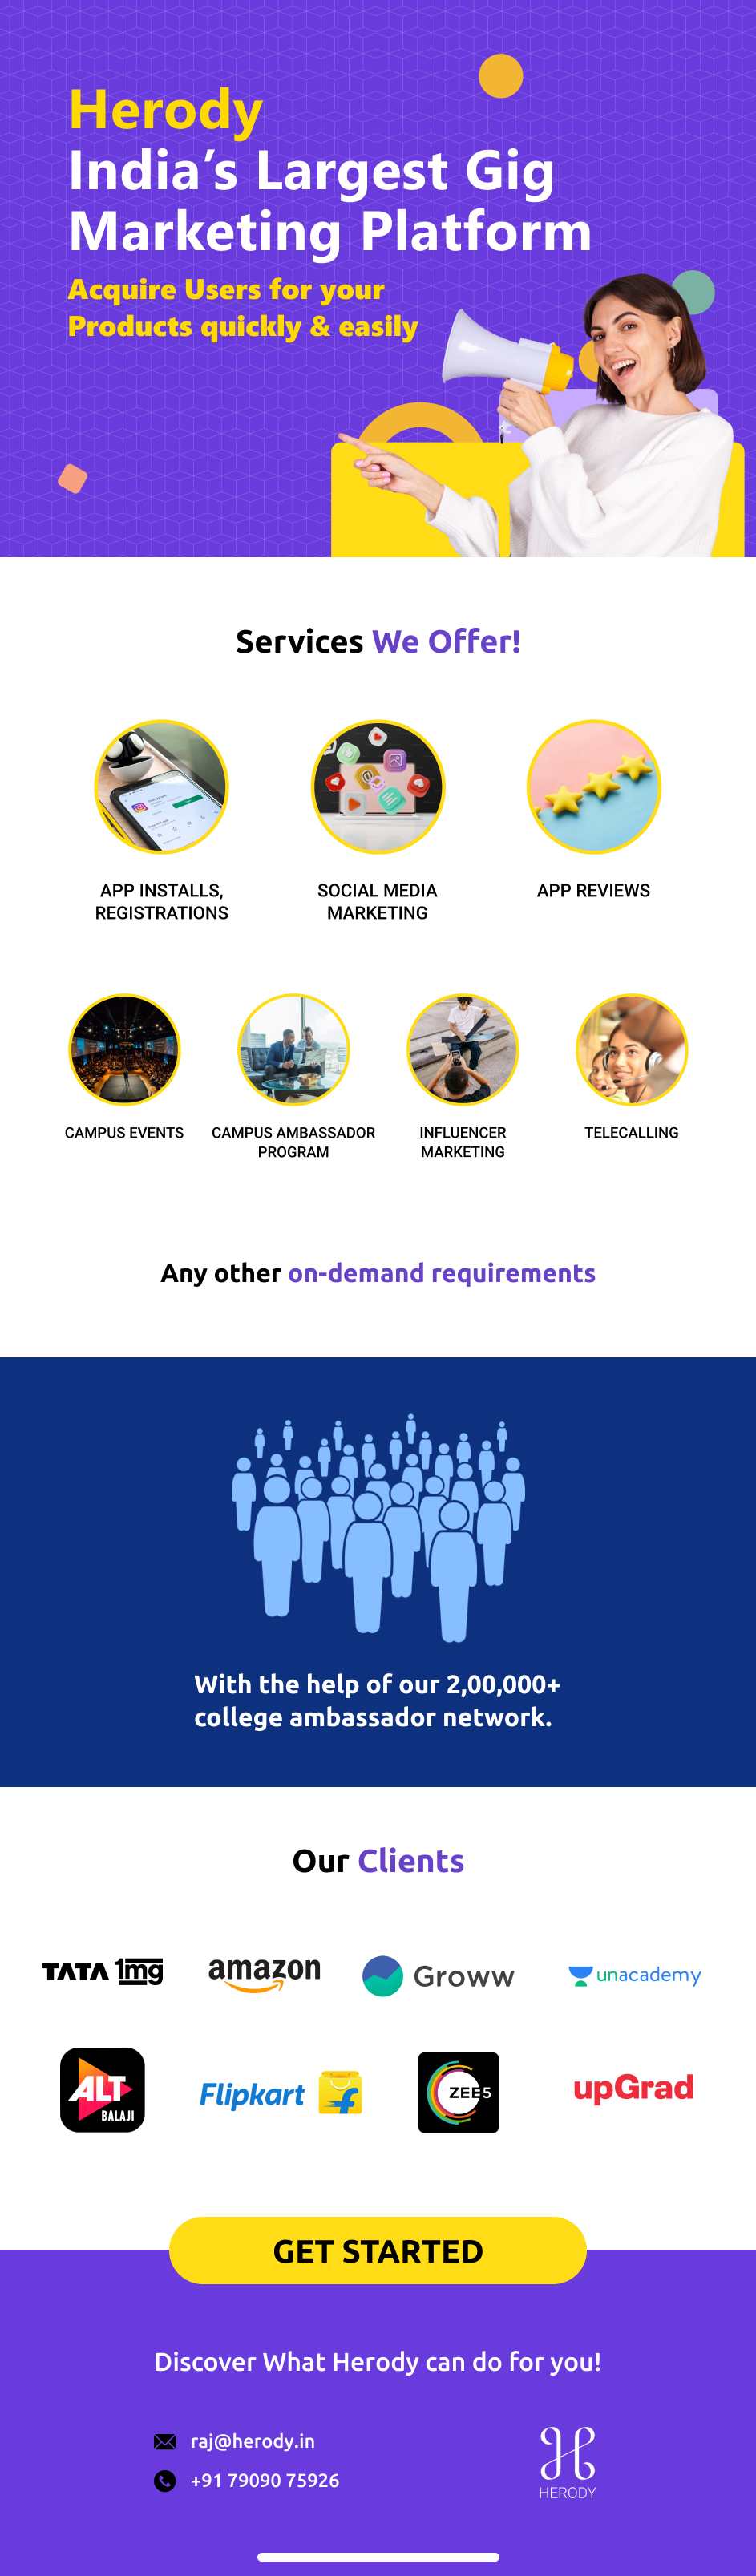 Herody
India’s Largest Gig
Marketing Platform
Acquire Users for your
Products quickly & easily
Services We Offer!
APP INSTALLS,
REGISTRATIONS
SOCIAL MEDIA
MARKETING
APP REVIEWS
CAMPUS EVENTS
CAMPUS AMBASSADOR
PROGRAM
INFLUENCER
MARKETING
TELECALLING
Any other on-demand requirements
With the help of our 2,00,000+
college ambassador network.
Our Clients
TATA 1mg
amazon
Groww
unacademy
ALT
BALAJI
Flipkart
ZEE5
upGrad
GET STARTED
Discover What Herody can do for you!
raj@herody.in
+91 79090 75926
HERODY